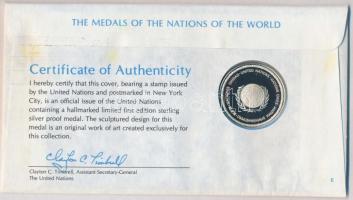 THE MEDALS OF THE NATIONS OF THE WORLD
Certificate of Authenticity
I hereby certify that this cover, bearing a stamp issued
by the United Nations and postmarked in New York
City, is an official issue of the United Nations
containing a hallmarked limited first edition sterling
silver proof medal. The sculptured design for this
medal is an original work of art created exclusively for
this collection.
Clayton C. Timbrell, Assistant Secretary-General
The United Nations